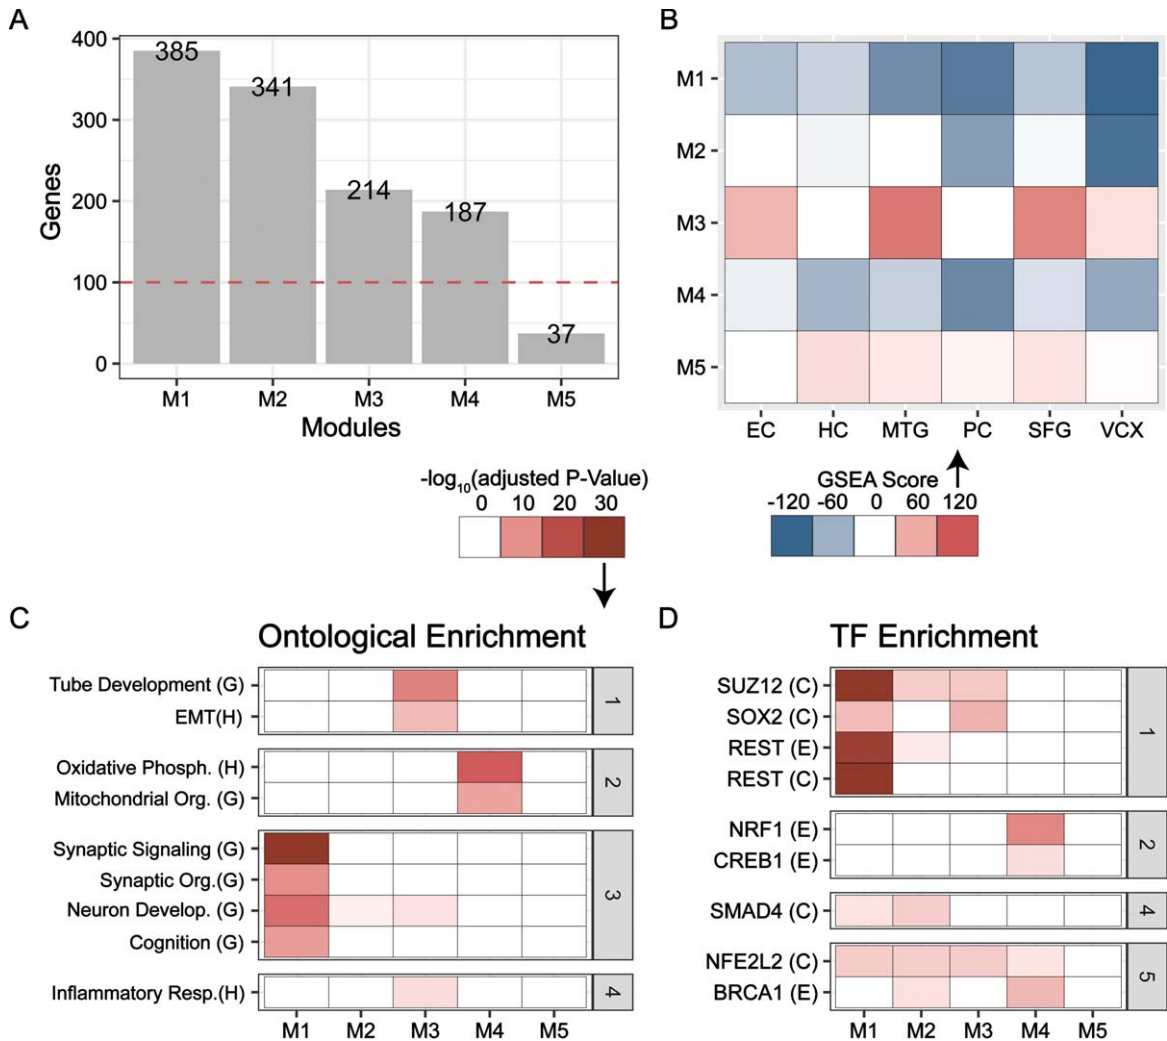 A
400
300
200
100
0
Genes
385
341
214
187
37
M1 M2 M3 M4 M5
Modules
B
M1
M2
M3
M4
M5
EC HC MTG PC SFG VCX
-log10(adjusted P-Value)
0 10 20 30
GSEA Score
-120 -60 0 60 120
C
Ontological Enrichment
Tube Development (G)
EMT(H)
1
Oxidative Phosph. (H)
Mitochondrial Org. (G)
2
Synaptic Signaling (G)
Synaptic Org.(G)
Neuron Develop. (G)
Cognition (G)
3
Inflammatory Resp.(H)
4
M1 M2 M3 M4 M5
D
TF Enrichment
SUZ12 (C)
SOX2 (C)
REST (E)
REST (C)
1
NRF1 (E)
CREB1 (E)
2
SMAD4 (C)
4
NFE2L2 (C)
BRCA1 (E)
5
M1 M2 M3 M4 M5